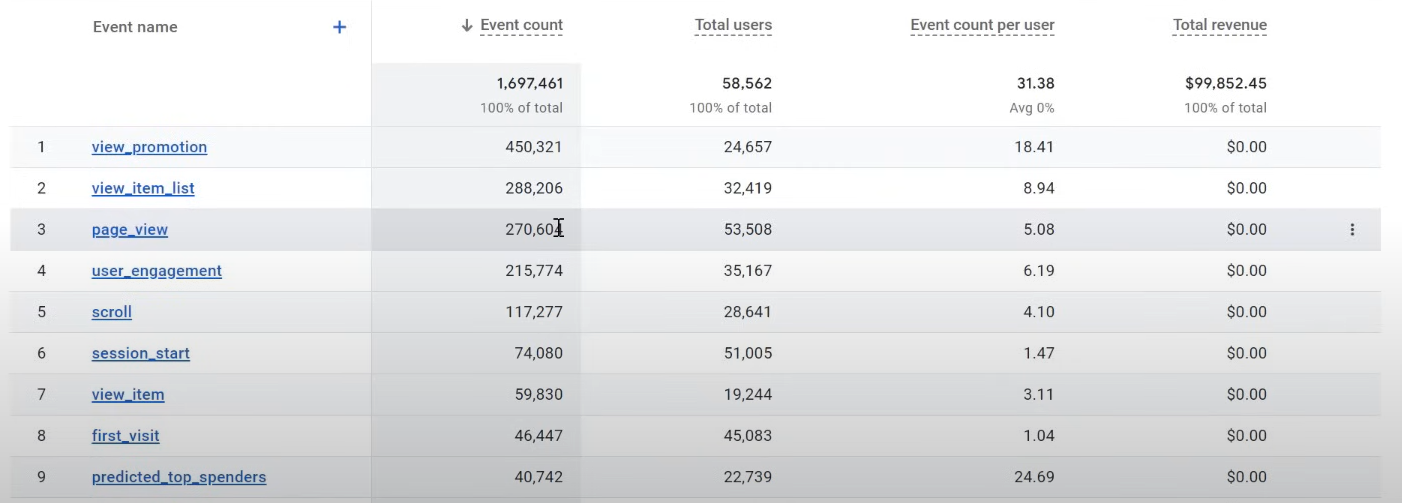 Event name + ↓ Event count Total users Event count per user Total revenue
1,697,461 58,562 31.38 $99,852.45
100% of total 100% of total Avg 0% 100% of total
1 view_promotion 450,321 24,657 18.41 $0.00
2 view_item_list 288,206 32,419 8.94 $0.00
3 page_view 270,604 53,508 5.08 $0.00
4 user_engagement 215,774 35,167 6.19 $0.00
5 scroll 117,277 28,641 4.10 $0.00
6 session_start 74,080 51,005 1.47 $0.00
7 view_item 59,830 19,244 3.11 $0.00
8 first_visit 46,447 45,083 1.04 $0.00
9 predicted_top_spenders 40,742 22,739 24.69 $0.00